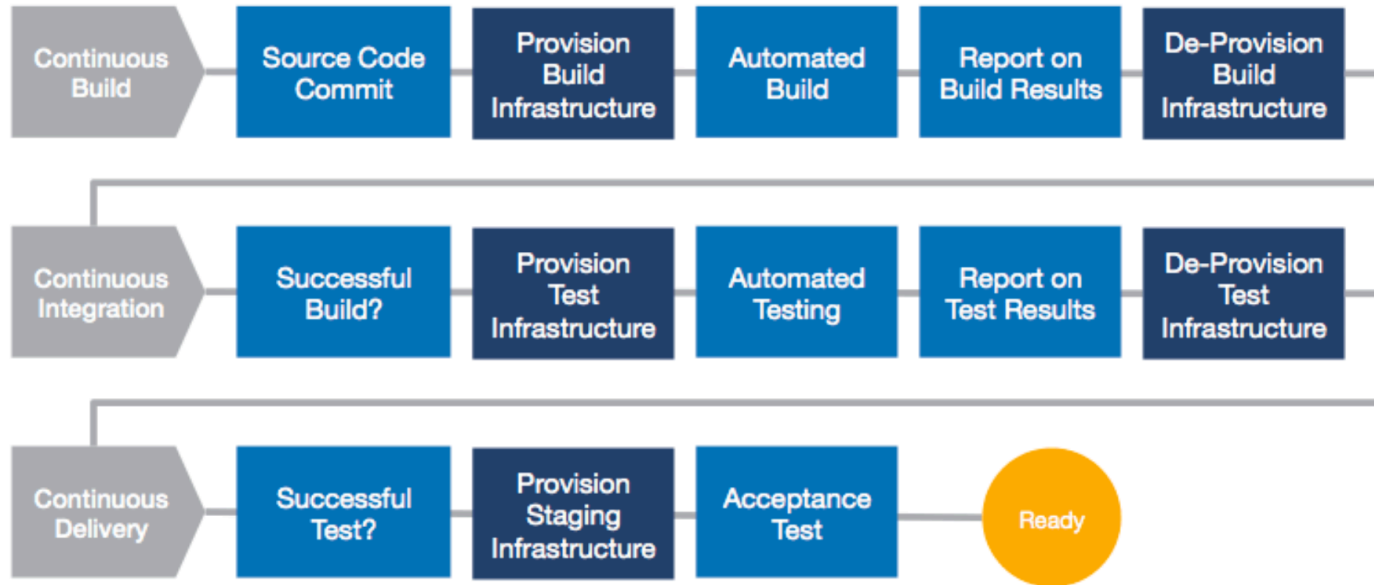 Continuous
Build
Source Code
Commit
Provision
Build
Infrastructure
Automated
Build
Report on
Build Results
De-Provision
Build
Infrastructure
Continuous
Integration
Successful
Build?
Provision
Test
Infrastructure
Automated
Testing
Report on
Test Results
De-Provision
Test
Infrastructure
Continuous
Delivery
Successful
Test?
Provision
Staging
Infrastructure
Acceptance
Test
Ready